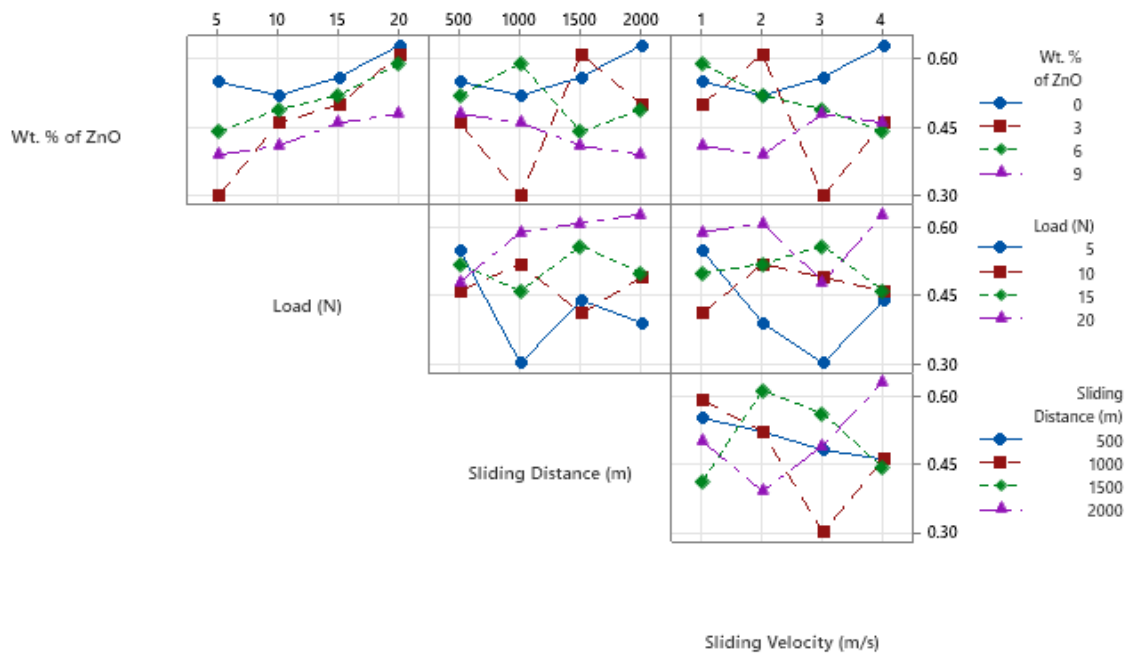 5 10 15 20 500 1000 1500 2000 1 2 3 4
Wt. % of ZnO
0.60
0.45
0.30
Wt. %
of ZnO
0
3
6
9
Load (N)
0.60
0.45
0.30
Load (N)
5
10
15
20
Sliding Distance (m)
0.60
0.45
0.30
Sliding
Distance (m)
500
1000
1500
2000
Sliding Velocity (m/s)